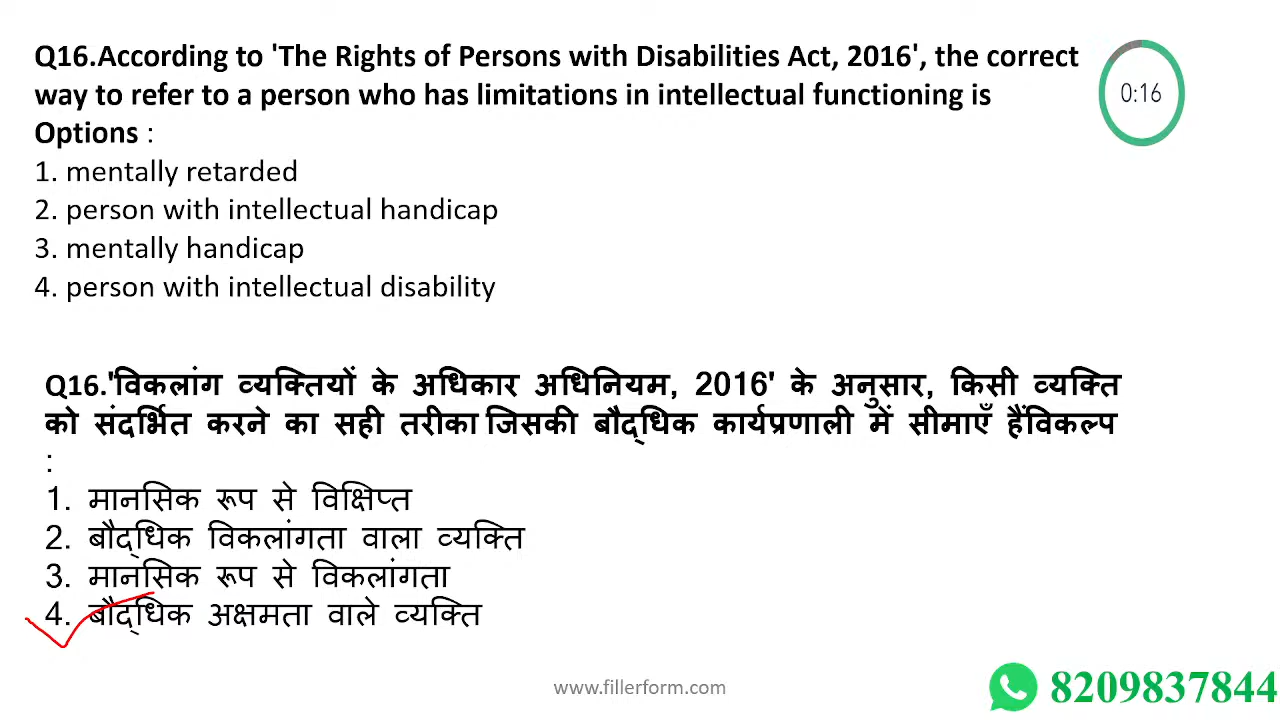 Q16.According to 'The Rights of Persons with Disabilities Act, 2016', the correct
way to refer to a person who has limitations in intellectual functioning is
Options :
1. mentally retarded
2. person with intellectual handicap
3. mentally handicap
4. person with intellectual disability
0:16
Q16.'विकलांग व्यक्तियों के अधिकार अधिनियम, 2016' के अनुसार, किसी व्यक्ति
को संदर्भित करने का सही तरीका जिसकी बौद्धिक कार्यप्रणाली में सीमाएँ हैंविकल्प
:
1. मानसिक रूप से विक्षिप्त
2. बौद्धिक विकलांगता वाला व्यक्ति
3. मानसिक रूप से विकलांगता
4. बौद्धिक अक्षमता वाले व्यक्ति
www.fillerform.com
8209837844